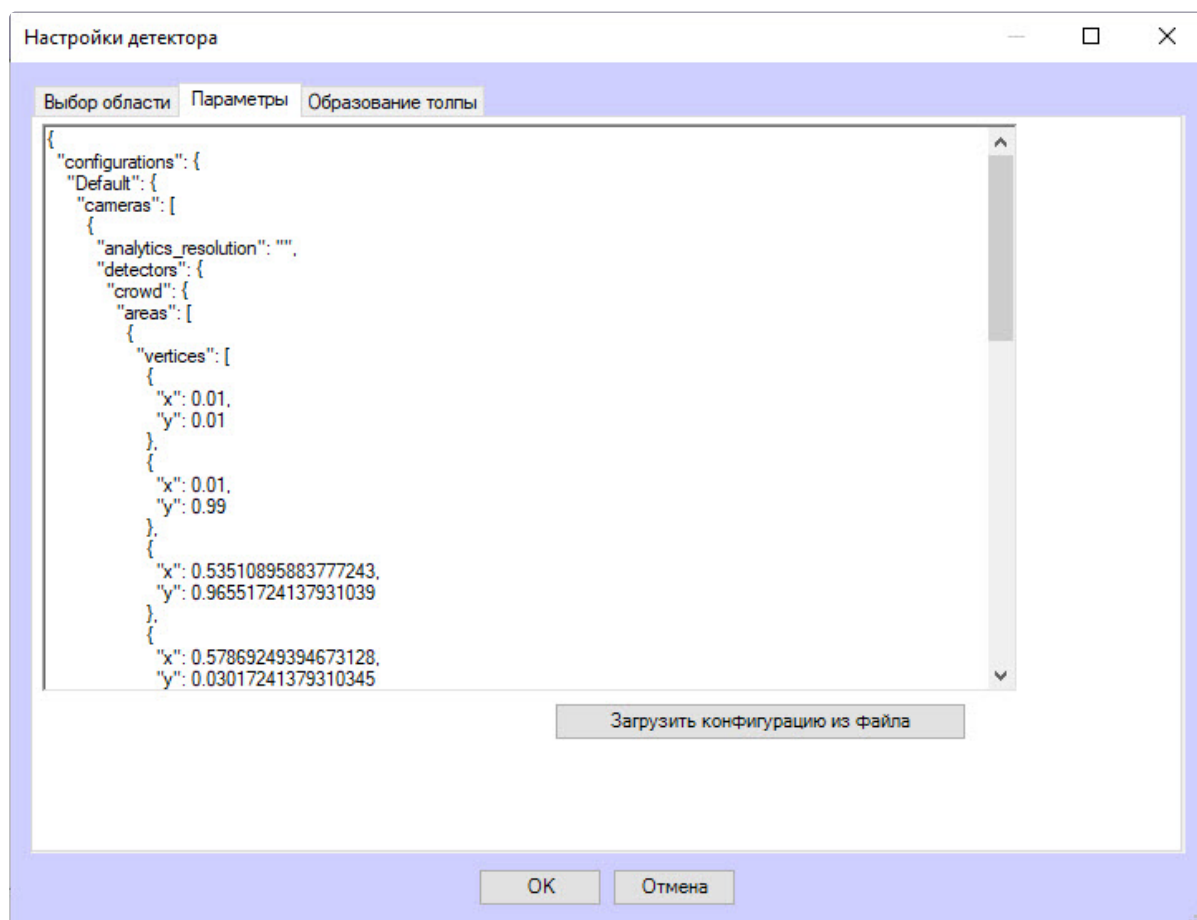 Настройки детектора
Выбор области Параметры Образование толпы
{
"configurations": {
"Default": {
"cameras": [
{
"analytics_resolution": "",
"detectors": {
"crowd": {
"areas": [
{
"vertices": [
{
"x": 0.01,
"y": 0.01
},
{
"x": 0.01,
"y": 0.99
},
{
"x": 0.53510895883777243,
"y": 0.96551724137931039
},
{
"x": 0.57869249394673128,
"y": 0.03017241379310345
Загрузить конфигурацию из файла
OK Отмена